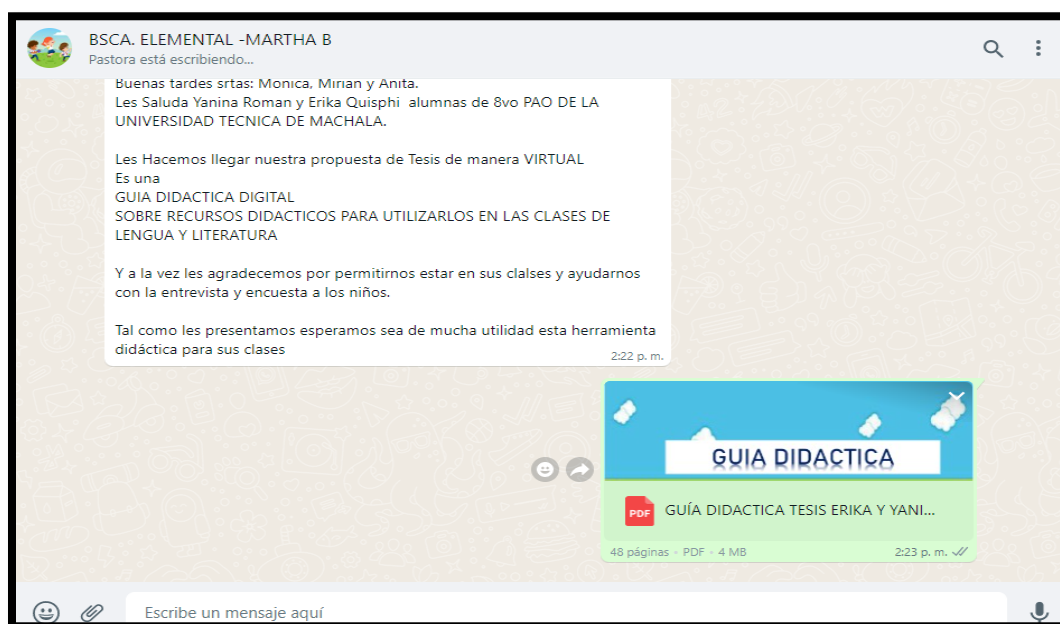 BSCA. ELEMENTAL -MARTHA B
Pastora está escribiendo...
Buenas tardes srtas: Monica, Mirian y Anita.
Les Saluda Yanina Roman y Erika Quisphi alumnas de 8vo PAO DE LA
UNIVERSIDAD TECNICA DE MACHALA.
Les Hacemos llegar nuestra propuesta de Tesis de manera VIRTUAL
Es una
GUIA DIDACTICA DIGITAL
SOBRE RECURSOS DIDACTICOS PARA UTILIZARLOS EN LAS CLASES DE
LENGUA Y LITERATURA
Y a la vez les agradecemos por permitirnos estar en sus clalses y ayudarnos
con la entrevista y encuesta a los niños.
Tal como les presentamos esperamos sea de mucha utilidad esta herramienta
didáctica para sus clases
2:22 p. m.
GUIA DIDACTICA
PDF
GUÍA DIDACTICA TESIS ERIKA Y YANI...
48 páginas • PDF • 4 MB
2:23 p. m.
Escribe un mensaje aquí